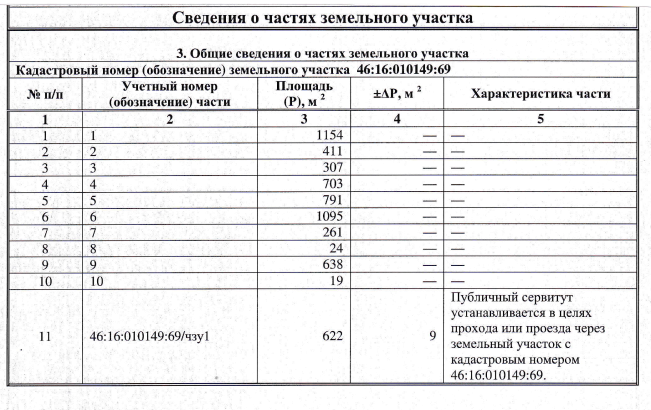 Сведения о частях земельного участка
3. Общие сведения о частях земельного участка
Кадастровый номер (обозначение) земельного участка 46:16:010149:69
№ п/п Учетный номер (обозначение) части Площадь (Р), м ² ±ΔР, м ² Характеристика части
1 2 3 4 5
1 1 1154 — —
2 2 411 — —
3 3 307 — —
4 4 703 — —
5 5 791 — —
6 6 1095 — —
7 7 261 — —
8 8 24 — —
9 9 638 — —
10 10 19 — —
11 46:16:010149:69/чзу1 622 9 Публичный сервитут
устанавливается в целях
прохода или проезда через
земельный участок с
кадастровым номером
46:16:010149:69.